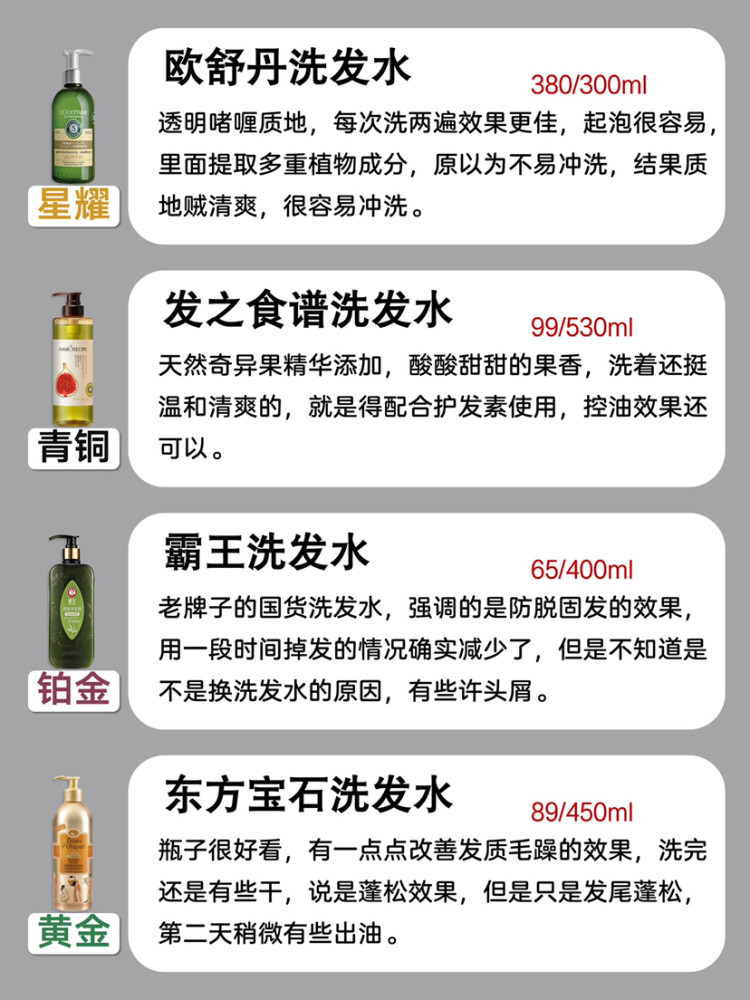 欧舒丹洗发水
380/300ml
透明啫喱质地，每次洗两遍效果更佳，起泡很容易，
里面提取多重植物成分，原以为不易冲洗，结果质
地贼清爽，很容易冲洗。
L'OCCITANE
星耀
发之食谱洗发水
99/530ml
天然奇异果精华添加，酸酸甜甜的果香，洗着还挺
温和清爽的，就是得配合护发素使用，控油效果还
可以。
HAIR RECIPE
青铜
霸王洗发水
65/400ml
老牌子的国货洗发水，强调的是防脱固发的效果，
用一段时间掉发的情况确实减少了，但是不知道是
不是换洗发水的原因，有些许头屑。
铂金
东方宝石洗发水
89/450ml
瓶子很好看，有一点点改善发质毛躁的效果，洗完
还是有些干，说是蓬松效果，但是只是发尾蓬松，
第二天稍微有些出油。
黄金